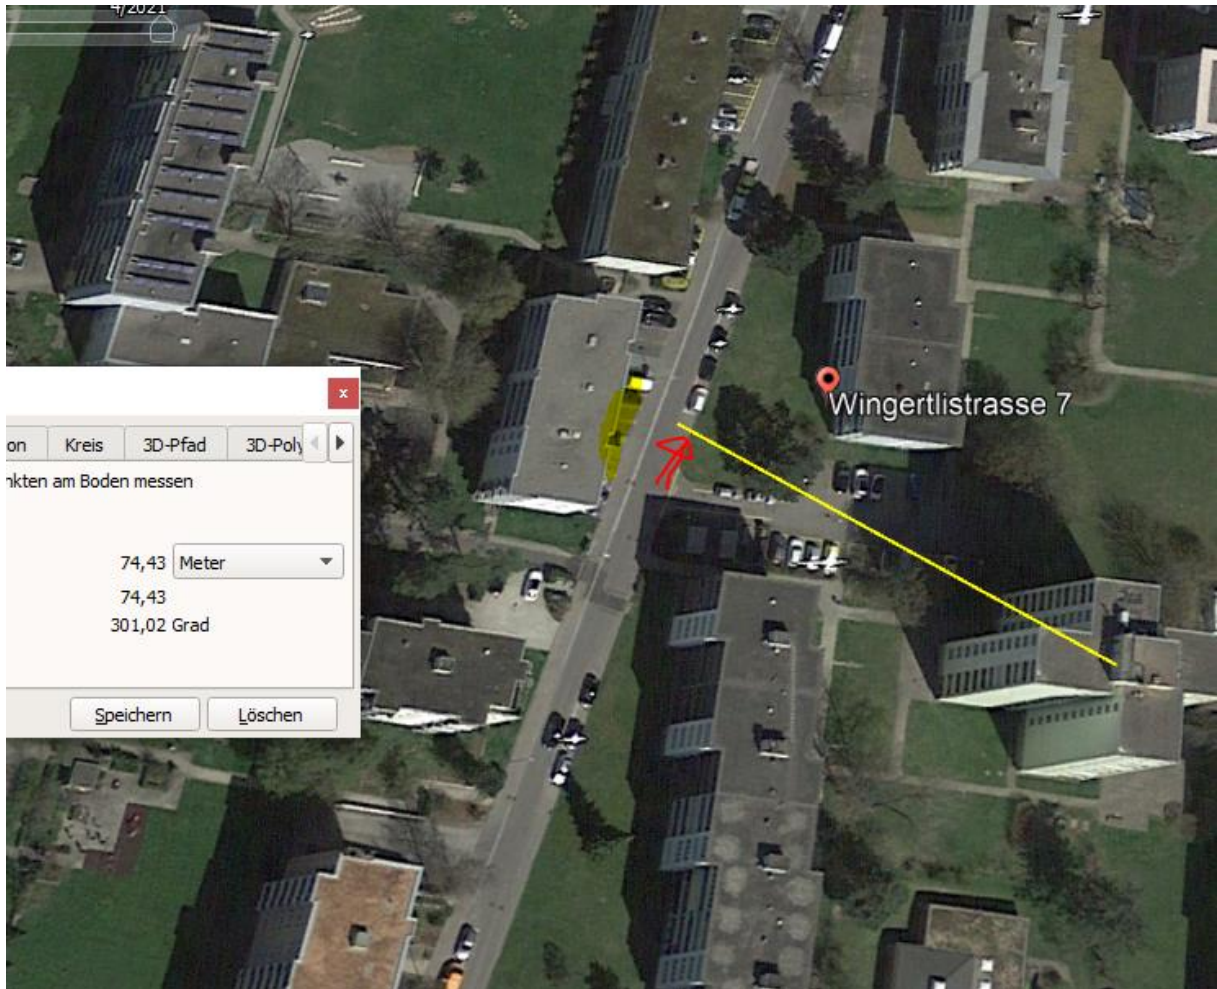 4/2021
on Kreis 3D-Pfad 3D-Poly
nkten am Boden messen
74,43 Meter
74,43
301,02 Grad
Speichern Löschen
Wingertlistrasse 7